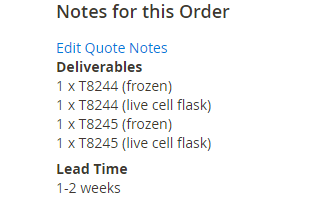 Notes for this Order
Edit Quote Notes
Deliverables
1 x T8244 (frozen)
1 x T8244 (live cell flask)
1 x T8245 (frozen)
1 x T8245 (live cell flask)
Lead Time
1-2 weeks